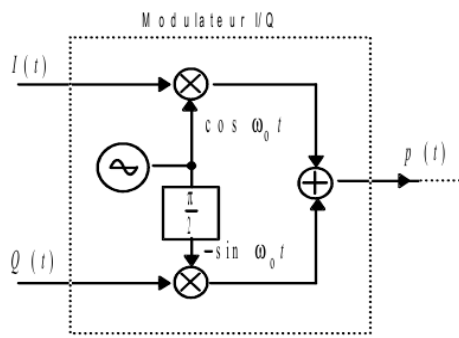 Modulateur I/Q
I(t)
cos ω₀t
p(t)
π
2
Q(t)
−sin ω₀t